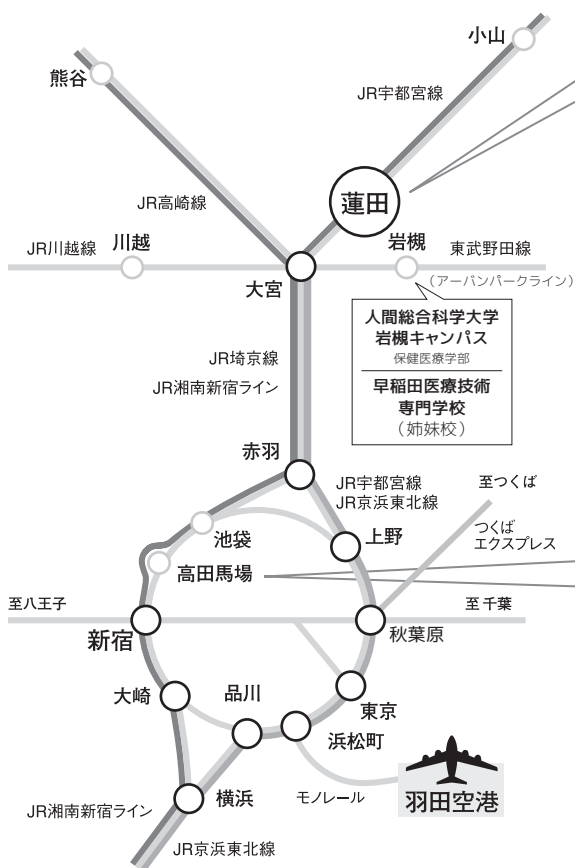 小山
熊谷
JR宇都宮線
JR高崎線
蓮田
JR川越線
川越
岩槻
東武野田線
（アーバンパークライン）
大宮
人間総合科学大学
岩槻キャンパス
保健医療学部
早稲田医療技術
専門学校
（姉妹校）
JR埼京線
JR湘南新宿ライン
赤羽
JR宇都宮線
JR京浜東北線
至つくば
つくば
エクスプレス
池袋
上野
高田馬場
至八王子
至千葉
新宿
秋葉原
大崎
品川
東京
浜松町
横浜
モノレール
羽田空港
JR湘南新宿ライン
JR京浜東北線